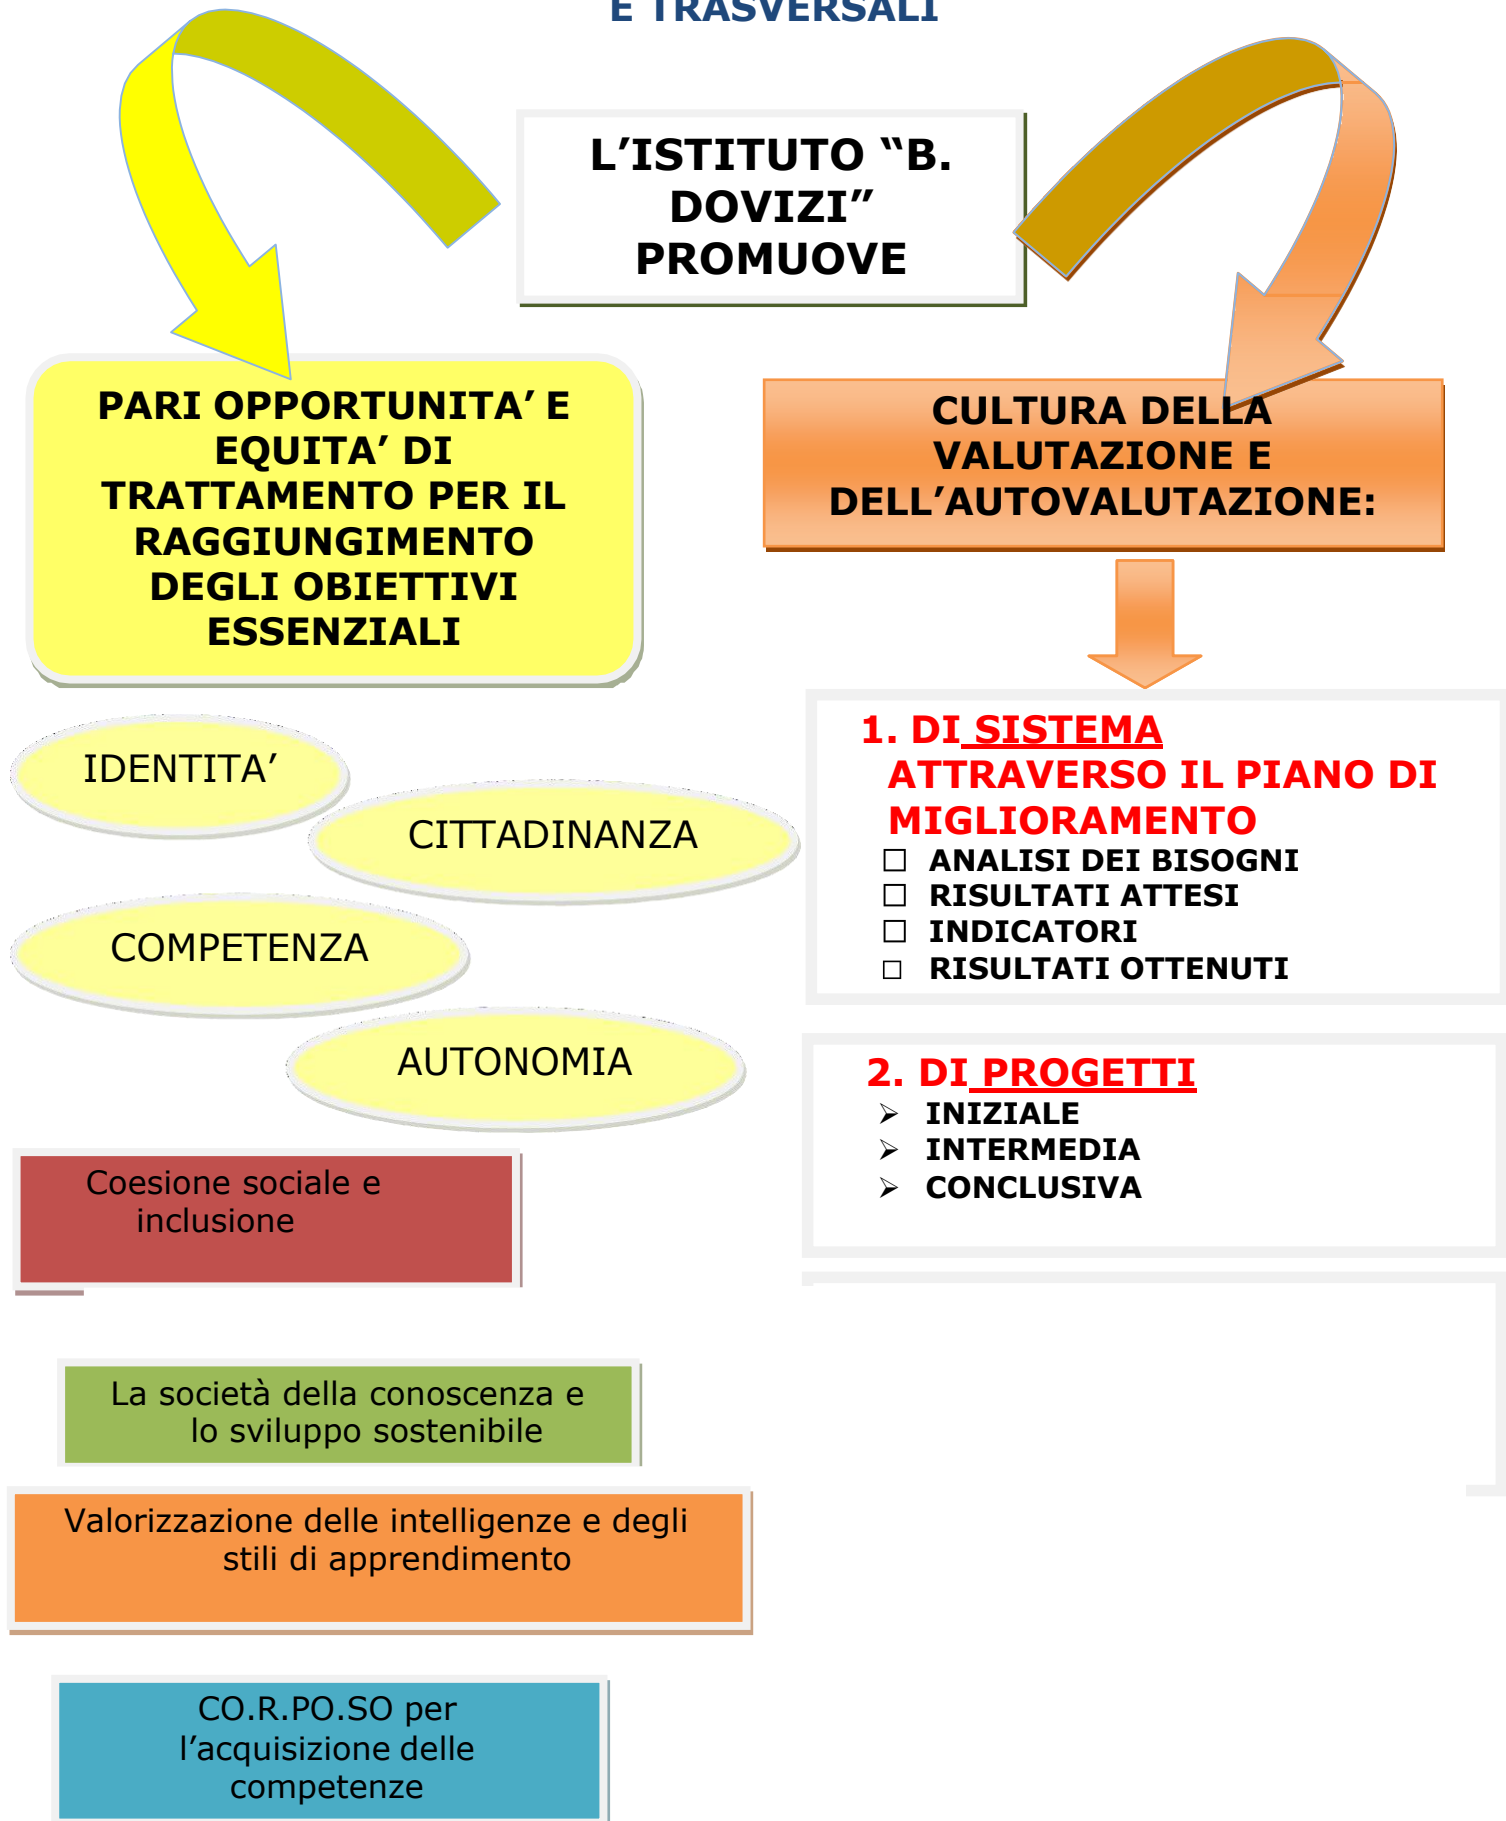 E TRASVERSALI
L’ISTITUTO “B.
DOVIZI”
PROMUOVE
PARI OPPORTUNITA’ E
EQUITA’ DI
TRATTAMENTO PER IL
RAGGIUNGIMENTO
DEGLI OBIETTIVI
ESSENZIALI
IDENTITA’
CITTADINANZA
COMPETENZA
AUTONOMIA
Coesione sociale e
inclusione
La società della conoscenza e
lo sviluppo sostenibile
Valorizzazione delle intelligenze e degli
stili di apprendimento
CO.R.PO.SO per
l’acquisizione delle
competenze
CULTURA DELLA
VALUTAZIONE E
DELL’AUTOVALUTAZIONE:
1. DI SISTEMA
ATTRAVERSO IL PIANO DI
MIGLIORAMENTO
☐ ANALISI DEI BISOGNI
☐ RISULTATI ATTESI
☐ INDICATORI
☐ RISULTATI OTTENUTI
2. DI PROGETTI
➢ INIZIALE
➢ INTERMEDIA
➢ CONCLUSIVA